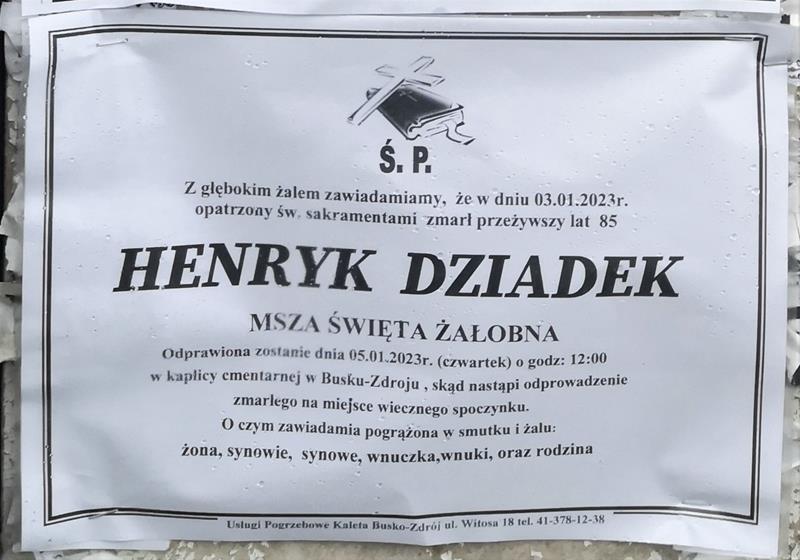 Ś. P.
Z głębokim żalem zawiadamiamy, że w dniu 03.01.2023r.
opatrzony św. sakramentami zmarł przeżywszy lat 85
HENRYK DZIADEK
MSZA ŚWIĘTA ŻAŁOBNA
Odprawiona zostanie dnia 05.01.2023r. (czwartek) o godz: 12:00
w kaplicy cmentarnej w Busku-Zdroju , skąd nastąpi odprowadzenie
zmarłego na miejsce wiecznego spoczynku.
O czym zawiadamia pogrążona w smutku i żalu:
żona, synowie, synowe, wnuczka,wnuki, oraz rodzina
Usługi Pogrzebowe Kaleta Busko-Zdrój ul. Witosa 18 tel. 41-378-12-38